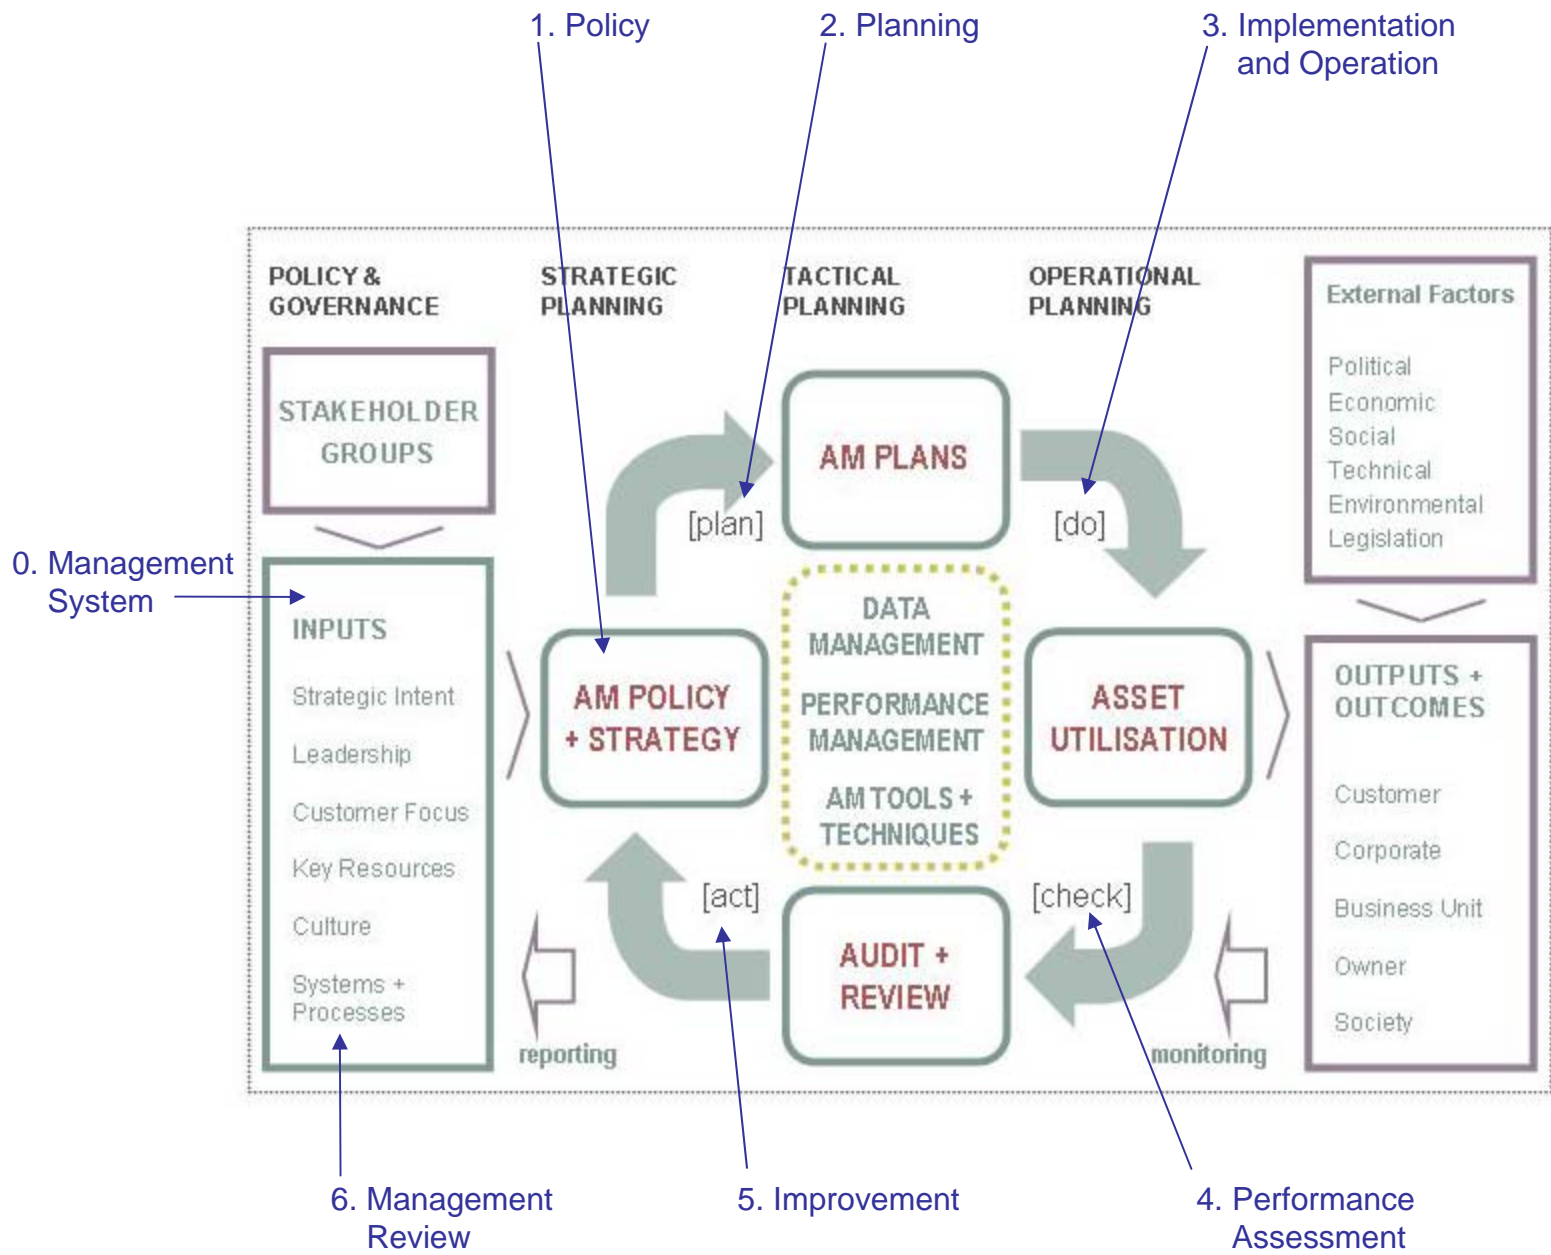 1. Policy
2. Planning
3. Implementation
and Operation
POLICY &
GOVERNANCE
STRATEGIC
PLANNING
TACTICAL
PLANNING
OPERATIONAL
PLANNING
External Factors
Political
Economic
Social
Technical
Environmental
Legislation
STAKEHOLDER
GROUPS
AM PLANS
[plan]
[do]
0. Management
System
INPUTS
Strategic Intent
Leadership
Customer Focus
Key Resources
Culture
Systems +
Processes
AM POLICY
+ STRATEGY
DATA
MANAGEMENT
PERFORMANCE
MANAGEMENT
AM TOOLS +
TECHNIQUES
ASSET
UTILISATION
OUTPUTS +
OUTCOMES
Customer
Corporate
Business Unit
Owner
Society
[act]
[check]
AUDIT +
REVIEW
reporting
monitoring
6. Management
Review
5. Improvement
4. Performance
Assessment